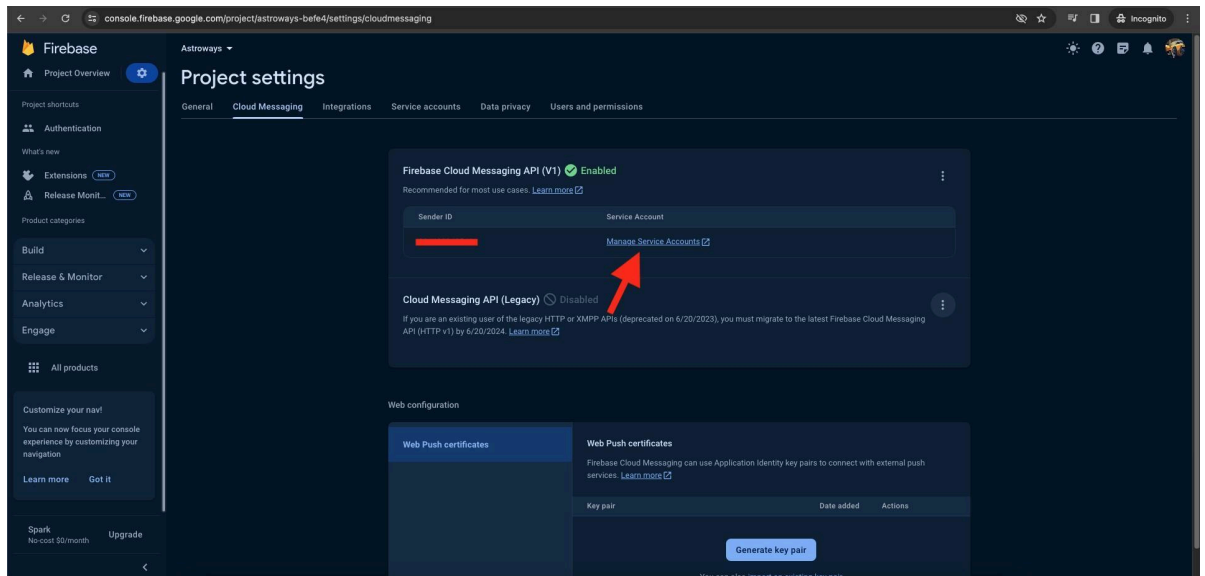 console.firebase.google.com/project/astroways-befe4/settings/cloudmessaging
Incognito
Firebase
Astroways
Project Overview
Project settings
General Cloud Messaging Integrations Service accounts Data privacy Users and permissions
Project shortcuts
Authentication
What's new
Extensions NEW
Release Monit... NEW
Product categories
Build
Release & Monitor
Analytics
Engage
All products
Customize your nav!
You can now focus your console
experience by customizing your
navigation
Learn more Got it
Spark
No-cost $0/month
Upgrade
Firebase Cloud Messaging API (V1) Enabled
Recommended for most use cases. Learn more
Sender ID Service Account
Manage Service Accounts
Cloud Messaging API (Legacy) Disabled
If you are an existing user of the legacy HTTP or XMPP APIs (deprecated on 6/20/2023), you must migrate to the latest Firebase Cloud Messaging
API (HTTP v1) by 6/20/2024. Learn more
Web configuration
Web Push certificates
Web Push certificates
Firebase Cloud Messaging can use Application Identity key pairs to connect with external push
services. Learn more
Key pair Date added Actions
Generate key pair